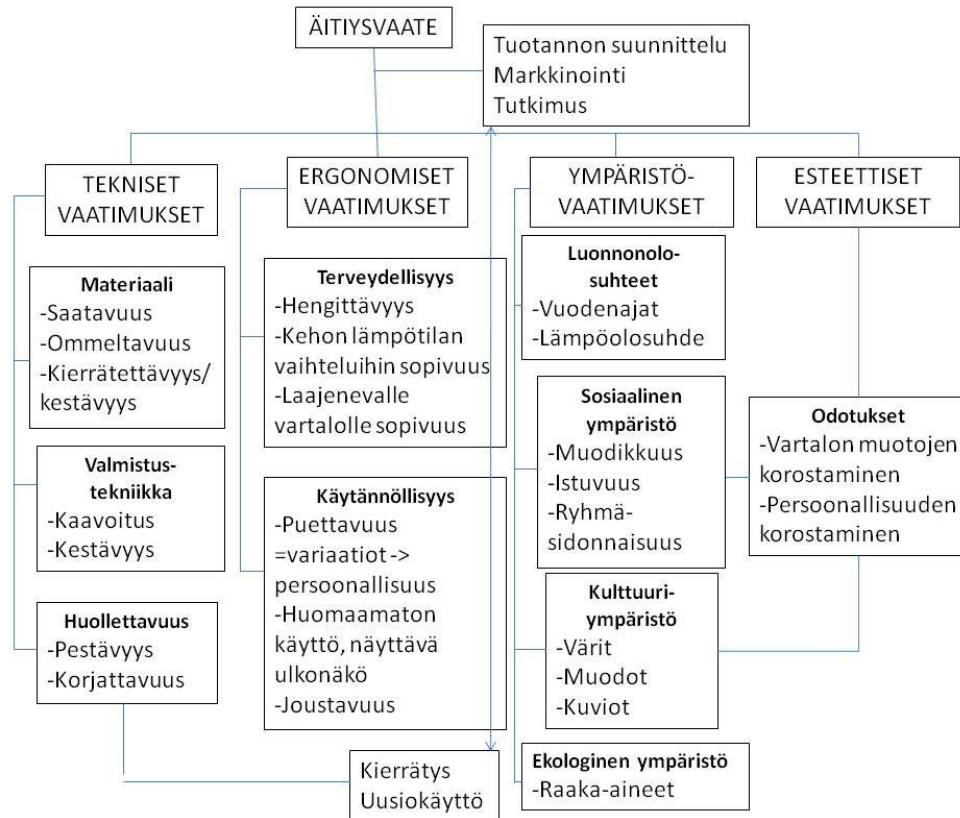 ÄITIYSVAATE
Tuotannon suunnittelu
Markkinointi
Tutkimus
TEKNISET
VAATIMUKSET
ERGONOMISET
VAATIMUKSET
YMPÄRISTÖ-
VAATIMUKSET
ESTEETTISET
VAATIMUKSET
Materiaali
-Saatavuus
-Ommeltavuus
-Kierrätettävyys/
kestävyys
Valmistus-
tekniikka
-Kaavoitus
-Kestävyys
Huollettavuus
-Pestävyys
-Korjattavuus
Terveydellisyys
-Hengittävyys
-Kehon lämpötilan
vaihteluihin sopivuus
-Laajenevalle
vartalolle sopivuus
Käytännöllisyys
-Puettavuus
=variaatiot ->
persoonallisuus
-Huomaamaton
käyttö, näyttävä
ulkonäkö
-Joustavuus
Kierrätys
Uusiokäyttö
Luonnonolo-
suhteet
-Vuodenajat
-Lämpöolosuhde
Sosiaalinen
ympäristö
-Muodikkuus
-Istuvuus
-Ryhmä-
sidonnaisuus
Kulttuuri-
ympäristö
-Värit
-Muodot
-Kuviot
Ekologinen ympäristö
-Raaka-aineet
Odotukset
-Vartalon muotojen
korostaminen
-Persoonallisuuden
korostaminen